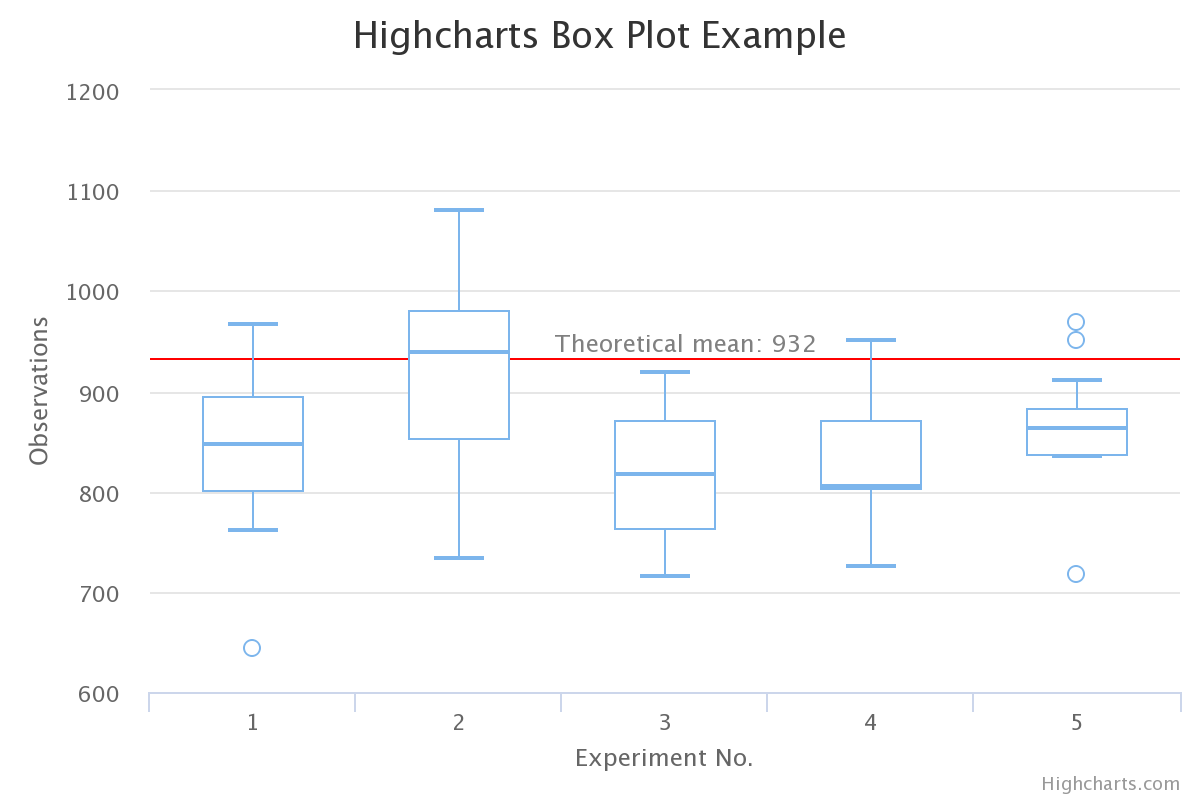 Highcharts Box Plot Example
1200
1100
1000
900
800
700
600
Observations
Theoretical mean: 932
1 2 3 4 5
Experiment No.
Highcharts.com